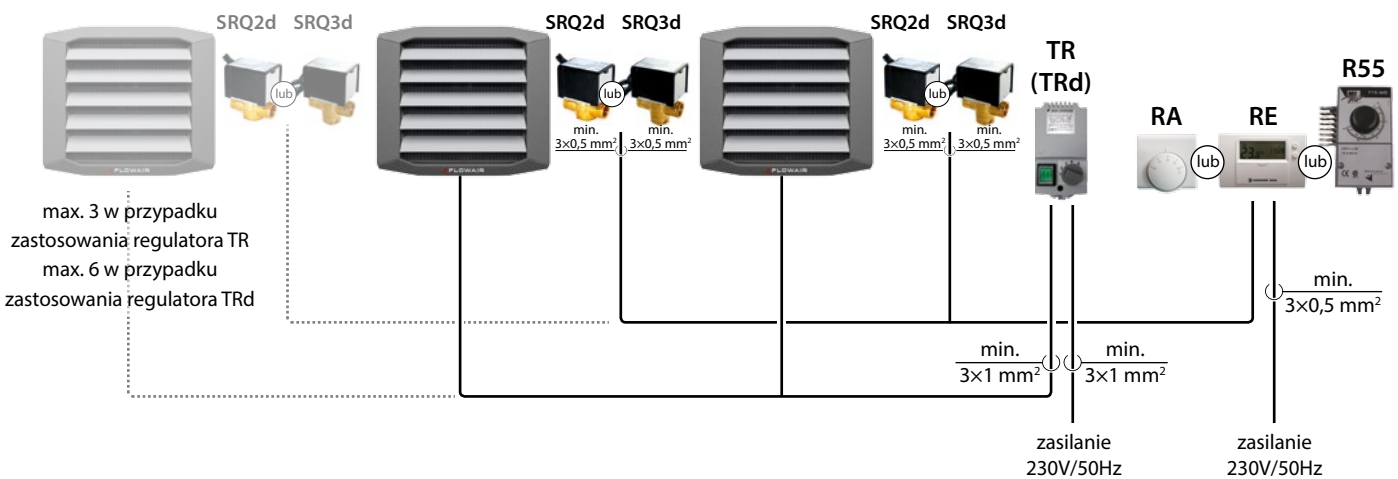 SRQ2d SRQ3d
SRQ2d SRQ3d
SRQ2d SRQ3d
TR
(TRd)
R55
RA
RE
lub
lub
lub
lub
lub
min.
3×0,5 mm²
min.
3×0,5 mm²
min.
3×0,5 mm²
min.
3×0,5 mm²
FLOWAIR
FLOWAIR
FLOWAIR
max. 3 w przypadku
zastosowania regulatora TR
max. 6 w przypadku
zastosowania regulatora TRd
min.
3×0,5 mm²
min.
3×1 mm²
min.
3×1 mm²
zasilanie
230V/50Hz
zasilanie
230V/50Hz